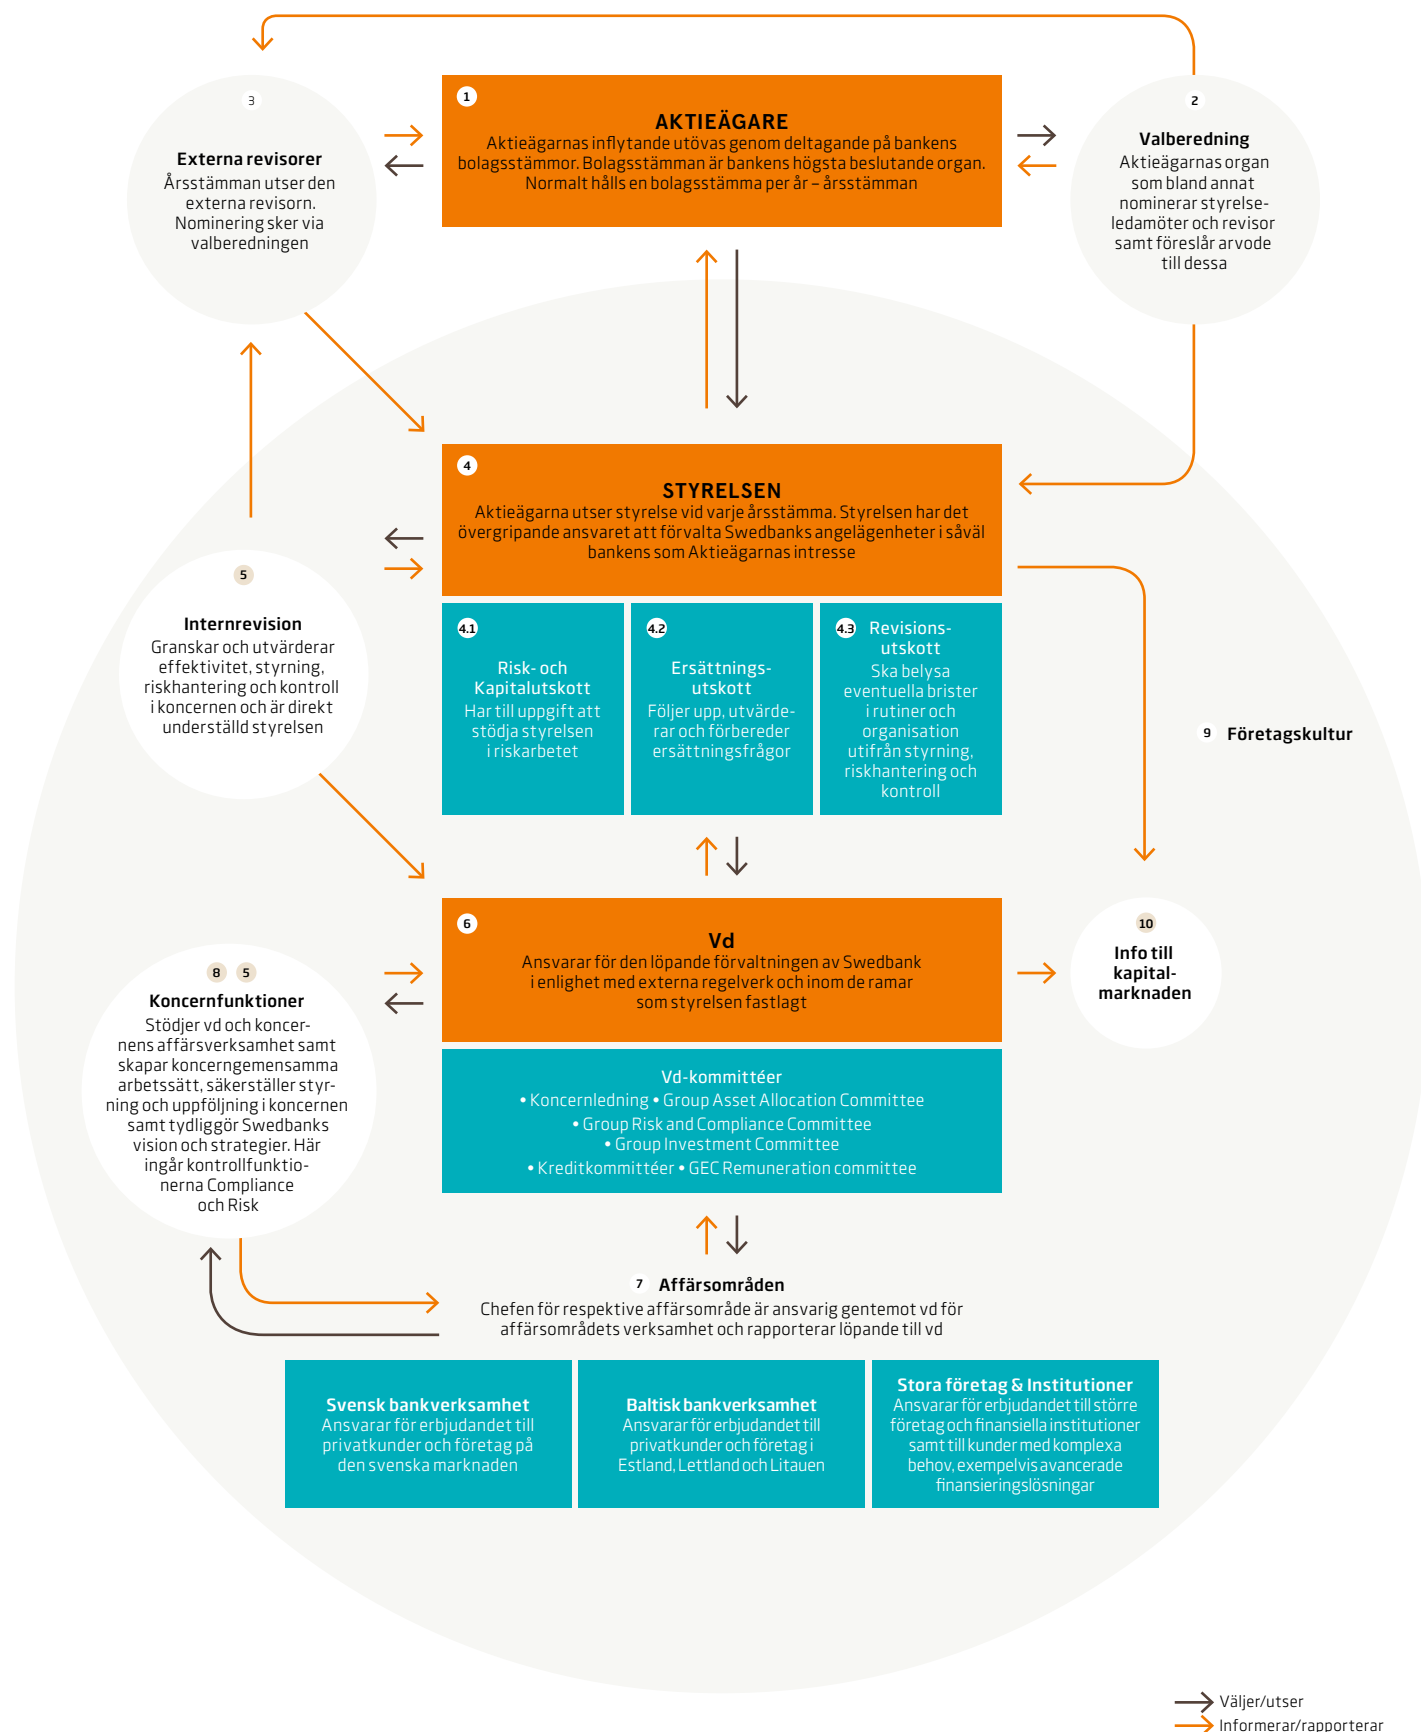 1
AKTIEÄGARE
Aktieägarnas inflytande utövas genom deltagande på bankens
bolagsstämmor. Bolagsstämman är bankens högsta beslutande organ.
Normalt hålls en bolagsstämma per år – årsstämman
2
Valberedning
Aktieägarnas organ
som bland annat
nominerar styrelse-
ledamöter och revisor
samt föreslår arvode
till dessa
3
Externa revisorer
Årsstämman utser den
externa revisorn.
Nominering sker via
valberedningen
4
STYRELSEN
Aktieägarna utser styrelse vid varje årsstämma. Styrelsen har det
övergripande ansvaret att förvalta Swedbanks angelägenheter i såväl
bankens som Aktieägarnas intresse
4.1
Risk- och
Kapitalutskott
Har till uppgift att
stödja styrelsen
i riskarbetet
4.2
Ersättnings-
utskott
Följer upp, utvärde-
rar och förbereder
ersättningsfrågor
4.3 Revisions-
utskott
Ska belysa
eventuella brister
i rutiner och
organisation
utifrån styrning,
riskhantering och
kontroll
5
Internrevision
Granskar och utvärderar
effektivitet, styrning,
riskhantering och kontroll
i koncernen och är direkt
underställd styrelsen
9 Företagskultur
6
Vd
Ansvarar för den löpande förvaltningen av Swedbank
i enlighet med externa regelverk och inom de ramar
som styrelsen fastlagt
Vd-kommittéer
• Koncernledning • Group Asset Allocation Committee
• Group Risk and Compliance Committee
• Group Investment Committee
• Kreditkommittéer • GEC Remuneration committee
10
Info till
kapital-
marknaden
8 5
Koncernfunktioner
Stödjer vd och koncer-
nens affärsverksamhet samt
skapar koncerngemensamma
arbetssätt, säkerställer styr-
ning och uppföljning i koncernen
samt tydliggör Swedbanks
vision och strategier. Här
ingår kontrollfunktio-
nerna Compliance
och Risk
7 Affärsområden
Chefen för respektive affärsområde är ansvarig gentemot vd för
affärsområdets verksamhet och rapporterar löpande till vd
Svensk bankverksamhet
Ansvarar för erbjudandet till
privatkunder och företag på
den svenska marknaden
Baltisk bankverksamhet
Ansvarar för erbjudandet till
privatkunder och företag i
Estland, Lettland och Litauen
Stora företag & Institutioner
Ansvarar för erbjudandet till större
företag och finansiella institutioner
samt till kunder med komplexa
behov, exempelvis avancerade
finansieringslösningar
Väljer/utser
Informerar/rapporterar